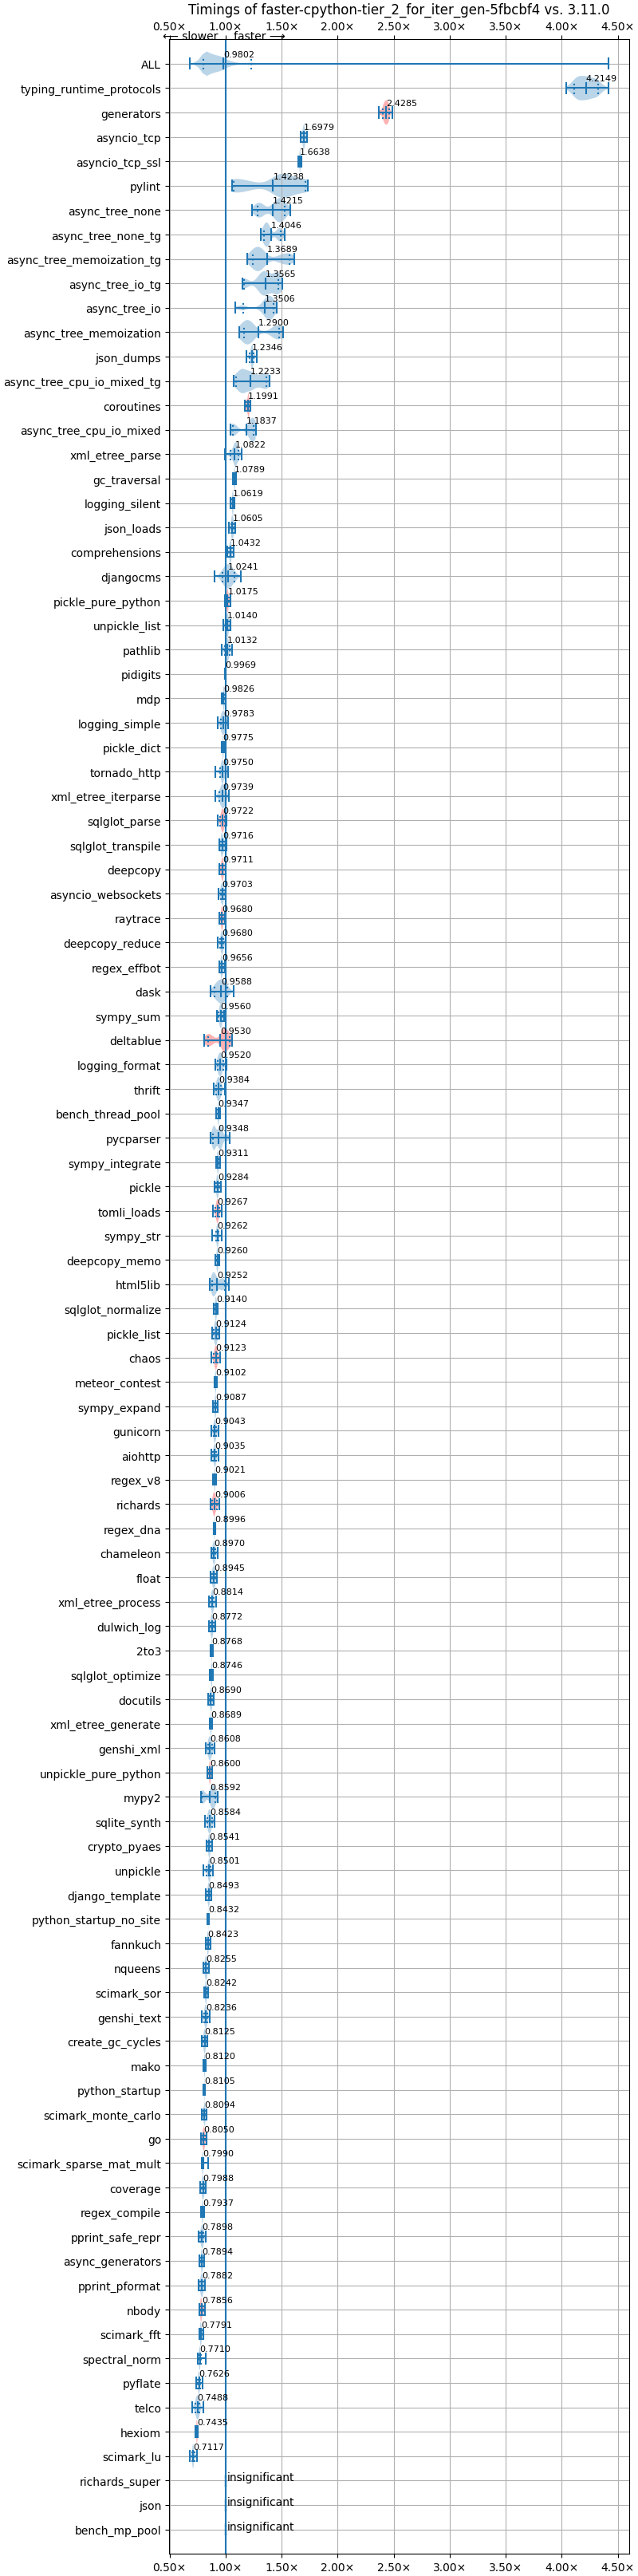 Timings of faster-cpython-tier_2_for_iter_gen-5fbcbf4 vs. 3.11.0
0.50× 1.00× 1.50× 2.00× 2.50× 3.00× 3.50× 4.00× 4.50×
⟵ slower faster ⟶
ALL 0.9802
typing_runtime_protocols 4.2149
generators 2.4285
asyncio_tcp 1.6979
asyncio_tcp_ssl 1.6638
pylint 1.4238
async_tree_none 1.4215
async_tree_none_tg 1.4046
async_tree_memoization_tg 1.3689
async_tree_io_tg 1.3565
async_tree_io 1.3506
async_tree_memoization 1.2900
json_dumps 1.2346
async_tree_cpu_io_mixed_tg 1.2233
coroutines 1.1991
async_tree_cpu_io_mixed 1.1837
xml_etree_parse 1.0822
gc_traversal 1.0789
logging_silent 1.0619
json_loads 1.0605
comprehensions 1.0432
djangocms 1.0241
pickle_pure_python 1.0175
unpickle_list 1.0140
pathlib 1.0132
pidigits 0.9969
mdp 0.9826
logging_simple 0.9783
pickle_dict 0.9775
tornado_http 0.9750
xml_etree_iterparse 0.9739
sqlglot_parse 0.9722
sqlglot_transpile 0.9716
deepcopy 0.9711
asyncio_websockets 0.9703
raytrace 0.9680
deepcopy_reduce 0.9680
regex_effbot 0.9656
dask 0.9588
sympy_sum 0.9560
deltablue 0.9530
logging_format 0.9520
thrift 0.9384
bench_thread_pool 0.9347
pycparser 0.9348
sympy_integrate 0.9311
pickle 0.9284
tomli_loads 0.9267
sympy_str 0.9262
deepcopy_memo 0.9260
html5lib 0.9252
sqlglot_normalize 0.9140
pickle_list 0.9124
chaos 0.9123
meteor_contest 0.9102
sympy_expand 0.9087
gunicorn 0.9043
aiohttp 0.9035
regex_v8 0.9021
richards 0.9006
regex_dna 0.8996
chameleon 0.8970
float 0.8945
xml_etree_process 0.8814
dulwich_log 0.8772
2to3 0.8768
sqlglot_optimize 0.8746
docutils 0.8690
xml_etree_generate 0.8689
genshi_xml 0.8608
unpickle_pure_python 0.8600
mypy2 0.8592
sqlite_synth 0.8584
crypto_pyaes 0.8541
unpickle 0.8501
django_template 0.8493
python_startup_no_site 0.8432
fannkuch 0.8423
nqueens 0.8255
scimark_sor 0.8242
genshi_text 0.8236
create_gc_cycles 0.8125
mako 0.8120
python_startup 0.8105
scimark_monte_carlo 0.8094
go 0.8050
scimark_sparse_mat_mult 0.7990
coverage 0.7988
regex_compile 0.7937
pprint_safe_repr 0.7898
async_generators 0.7894
pprint_pformat 0.7882
nbody 0.7856
scimark_fft 0.7791
spectral_norm 0.7710
pyflate 0.7626
telco 0.7488
hexiom 0.7435
scimark_lu 0.7117
richards_super insignificant
json insignificant
bench_mp_pool insignificant
0.50× 1.00× 1.50× 2.00× 2.50× 3.00× 3.50× 4.00× 4.50×